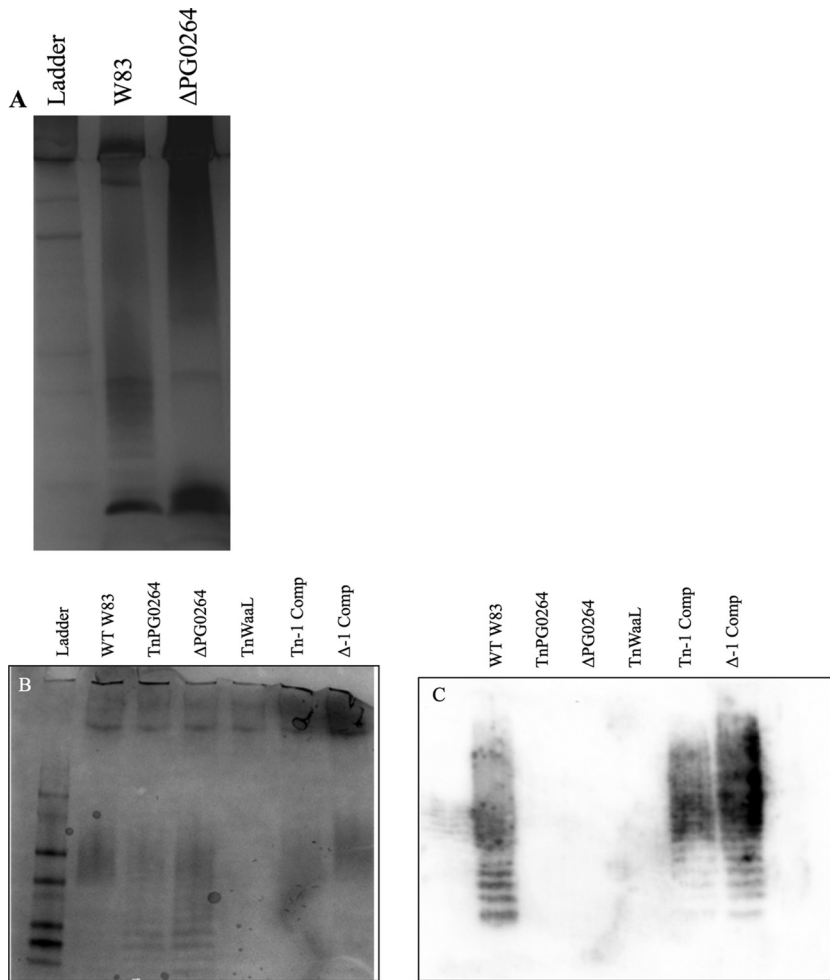 A
Ladder
W83
ΔPG0264
Ladder
WT W83
TnPG0264
ΔPG0264
TnWaaL
Tn-1 Comp
Δ-1 Comp
B
WT W83
TnPG0264
ΔPG0264
TnWaaL
Tn-1 Comp
Δ-1 Comp
C